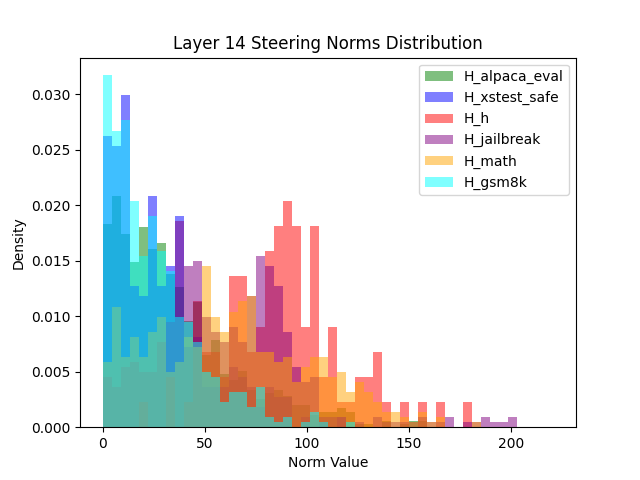 Layer 14 Steering Norms Distribution
H_alpaca_eval
H_xstest_safe
H_h
H_jailbreak
H_math
H_gsm8k
Density
0.030
0.025
0.020
0.015
0.010
0.005
0.000
0
50
100
150
200
Norm Value